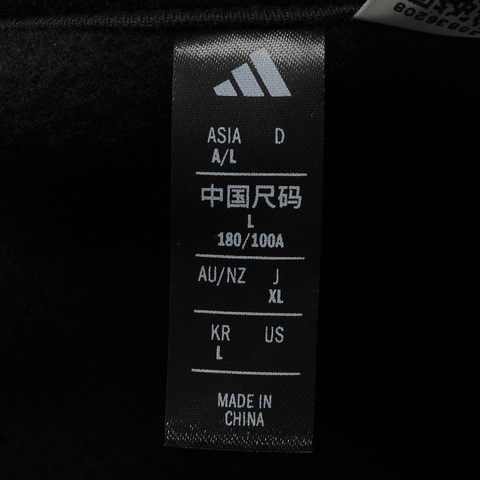 ASIA D
A/L
中国尺码
L
180/100A
AU/NZ J
XL
KR US
L
MADE IN
CHINA